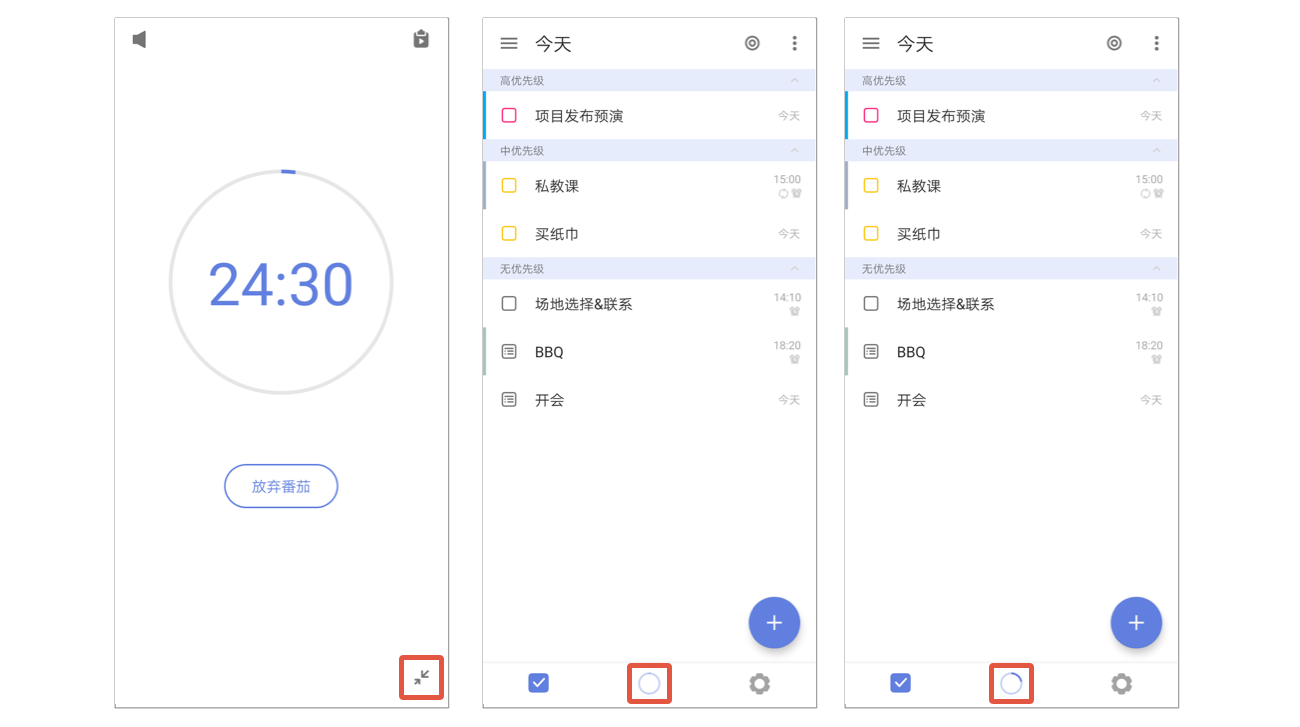 24:30
放弃番茄
今天
高优先级
项目发布预演 今天
中优先级
私教课 15:00
买纸巾 今天
无优先级
场地选择&联系 14:10
BBQ 18:20
开会 今天
今天
高优先级
项目发布预演 今天
中优先级
私教课 15:00
买纸巾 今天
无优先级
场地选择&联系 14:10
BBQ 18:20
开会 今天